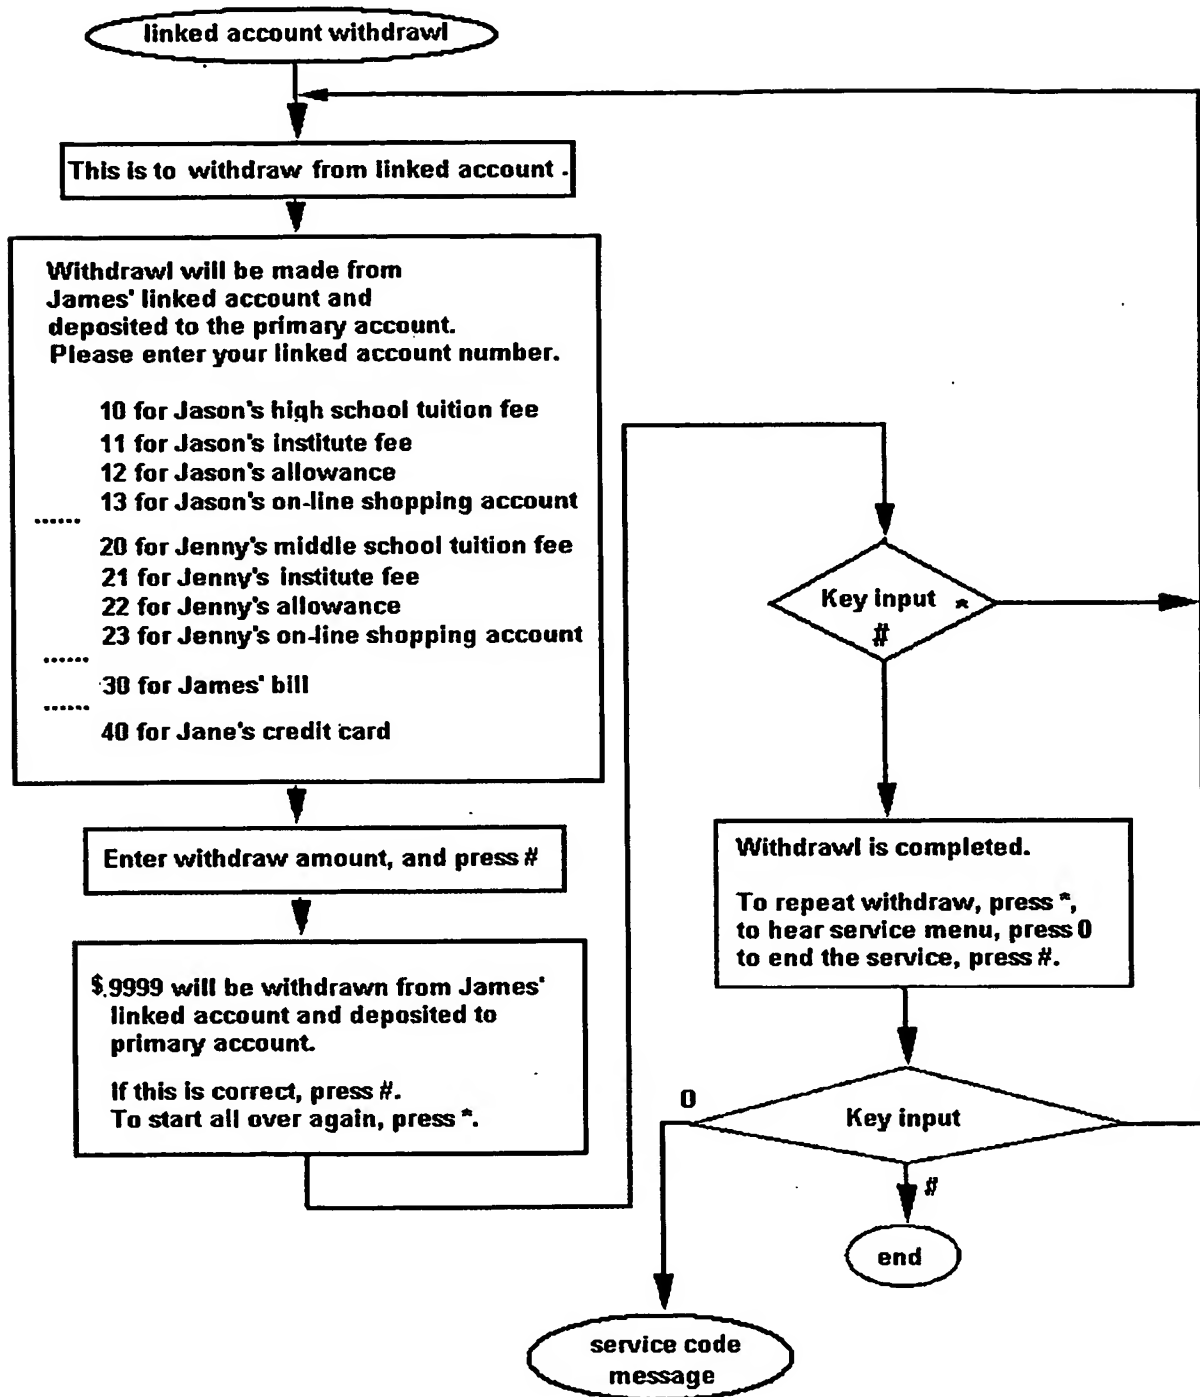 linked account withdrawl
This is to withdraw from linked account .
Withdrawl will be made from
James' linked account and
deposited to the primary account.
Please enter your linked account number.
10 for Jason's high school tuition fee
11 for Jason's institute fee
12 for Jason's allowance
13 for Jason's on-line shopping account
......
20 for Jenny's middle school tuition fee
21 for Jenny's institute fee
22 for Jenny's allowance
23 for Jenny's on-line shopping account
......
30 for James' bill
......
40 for Jane's credit card
Enter withdraw amount, and press #
$.9999 will be withdrawn from James'
linked account and deposited to
primary account.
If this is correct, press #.
To start all over again, press *.
Key input *
#
Withdrawl is completed.
To repeat withdraw, press *,
to hear service menu, press 0
to end the service, press #.
0
Key input
#
end
service code
message